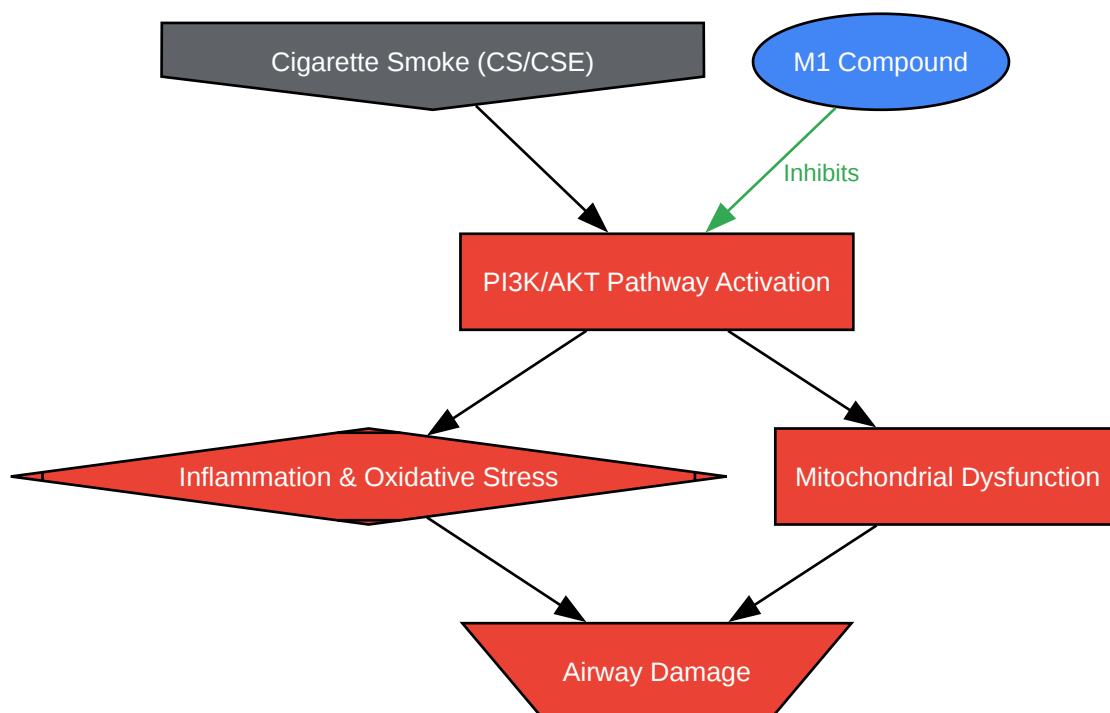 Cigarette Smoke (CS/CSE)
M1 Compound
Inhibits
PI3K/AKT Pathway Activation
Inflammation & Oxidative Stress
Mitochondrial Dysfunction
Airway Damage